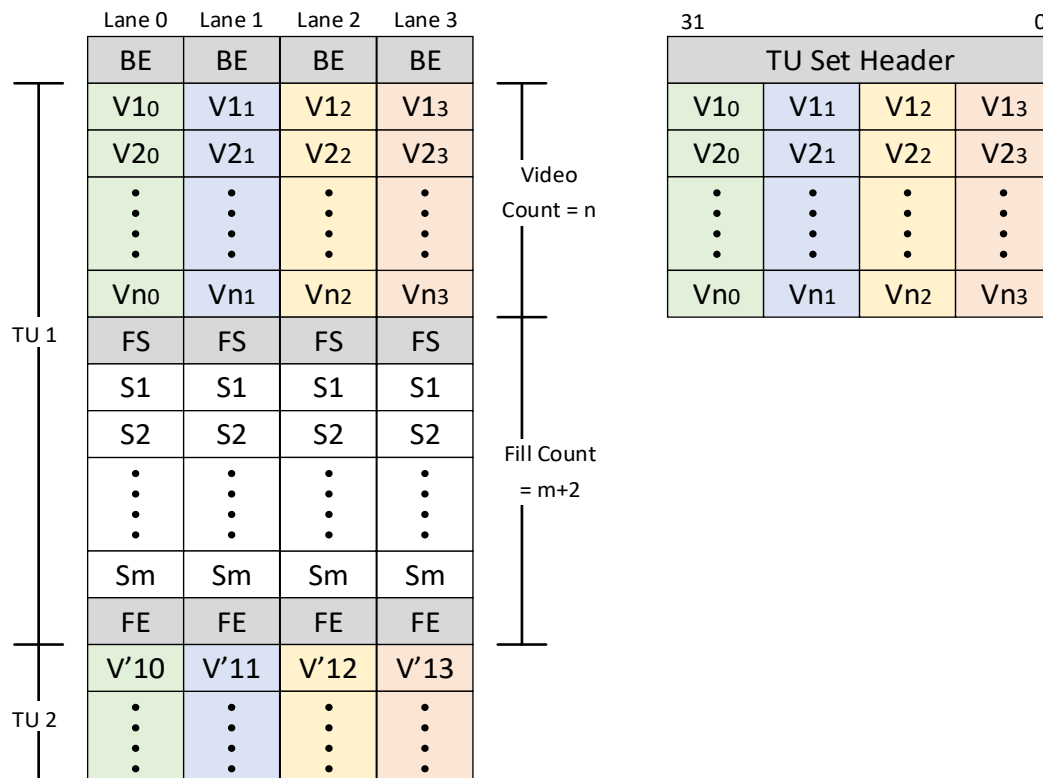 Lane 0 Lane 1 Lane 2 Lane 3
BE BE BE BE
V10 V11 V12 V13
V20 V21 V22 V23
Vn0 Vn1 Vn2 Vn3
FS FS FS FS
S1 S1 S1 S1
S2 S2 S2 S2
Sm Sm Sm Sm
FE FE FE FE
V'10 V'11 V'12 V'13
TU 1
TU 2
Video
Count = n
Fill Count
= m+2
31 0
TU Set Header
V10 V11 V12 V13
V20 V21 V22 V23
Vn0 Vn1 Vn2 Vn3